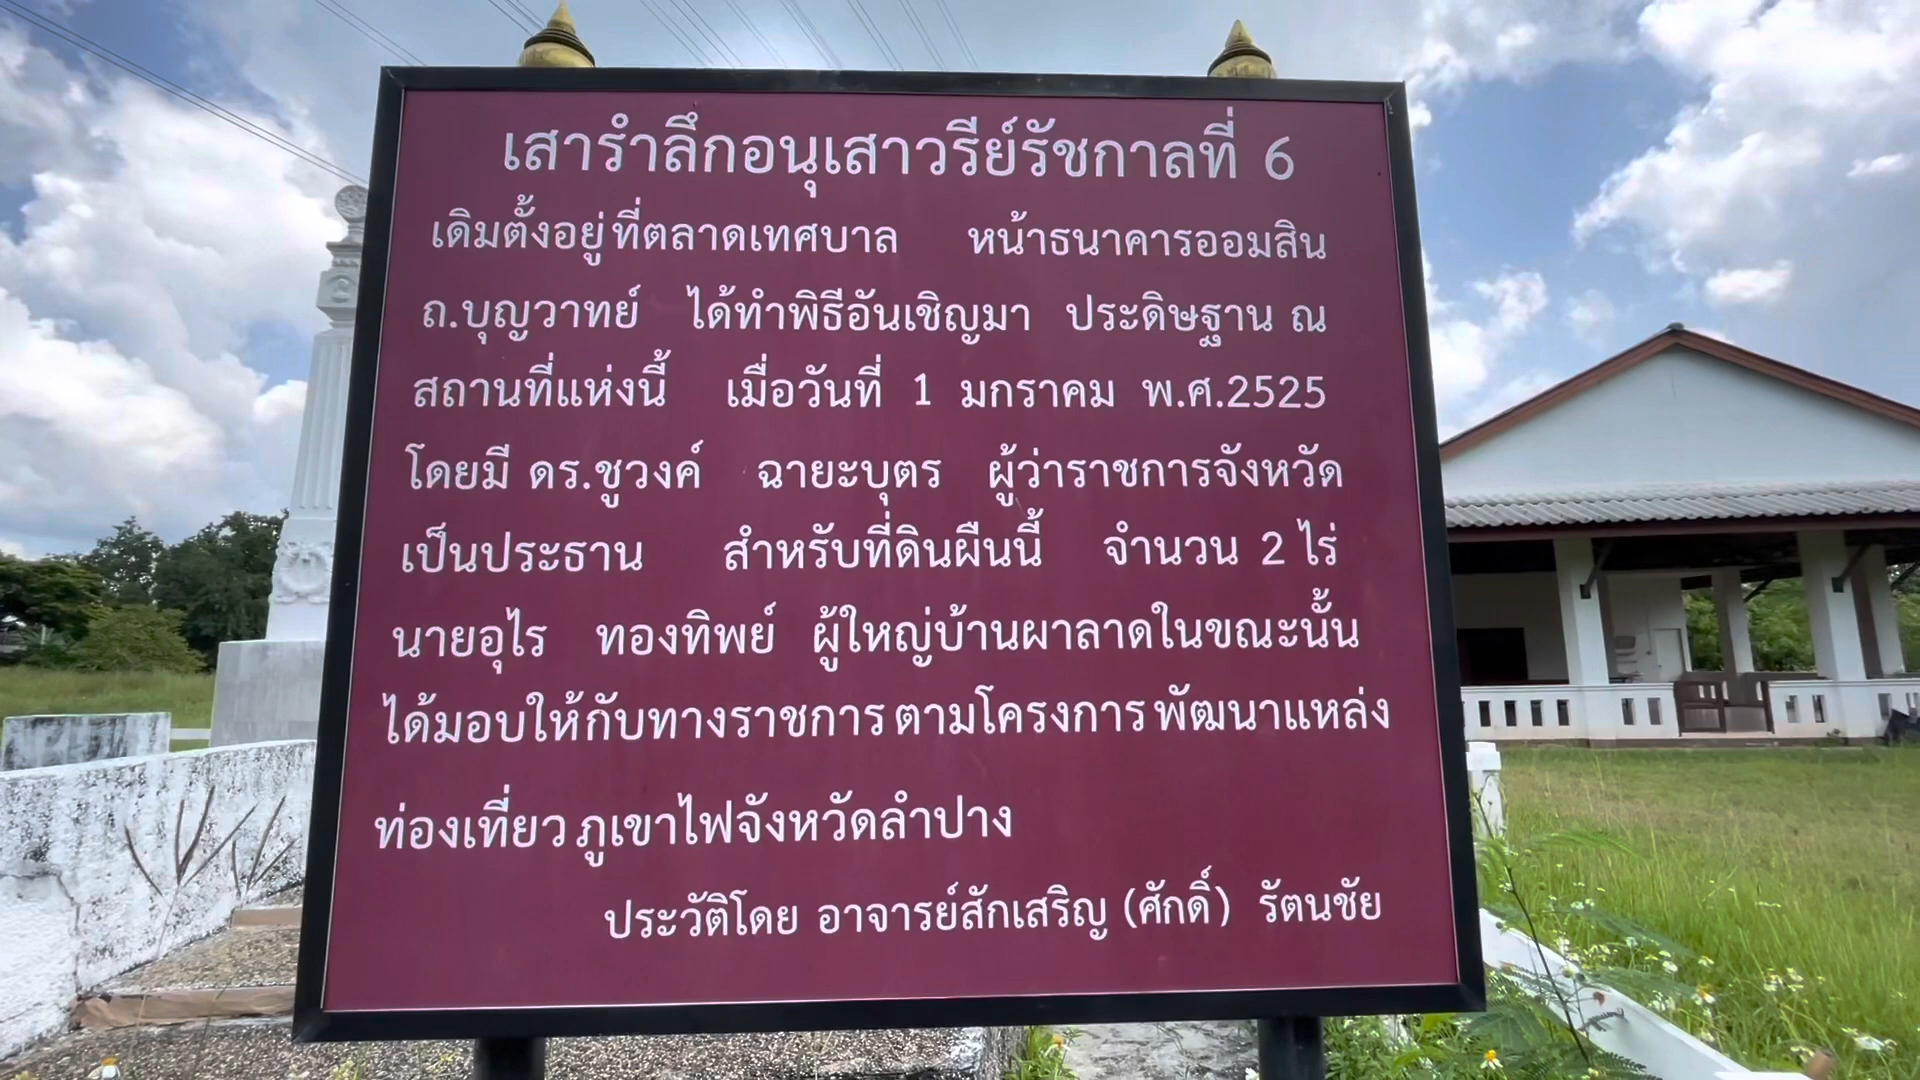 เสารำลึกอนุเสาวรีย์รัชกาลที่ 6
เดิมตั้งอยู่ที่ตลาดเทศบาล หน้าธนาคารออมสิน
ถ.บุญวาทย์ ได้ทำพิธีอันเชิญมา ประดิษฐาน ณ
สถานที่แห่งนี้ เมื่อวันที่ 1 มกราคม พ.ศ.2525
โดยมี ดร.ชูวงค์ ฉายะบุตร ผู้ว่าราชการจังหวัด
เป็นประธาน สำหรับที่ดินผืนนี้ จำนวน 2 ไร่
นายอุไร ทองทิพย์ ผู้ใหญ่บ้านผาลาดในขณะนั้น
ได้มอบให้กับทางราชการ ตามโครงการ พัฒนาแหล่ง
ท่องเที่ยว ภูเขาไฟจังหวัดลำปาง
ประวัติโดย อาจารย์สักเสริญ (ศักดิ์) รัตนชัย